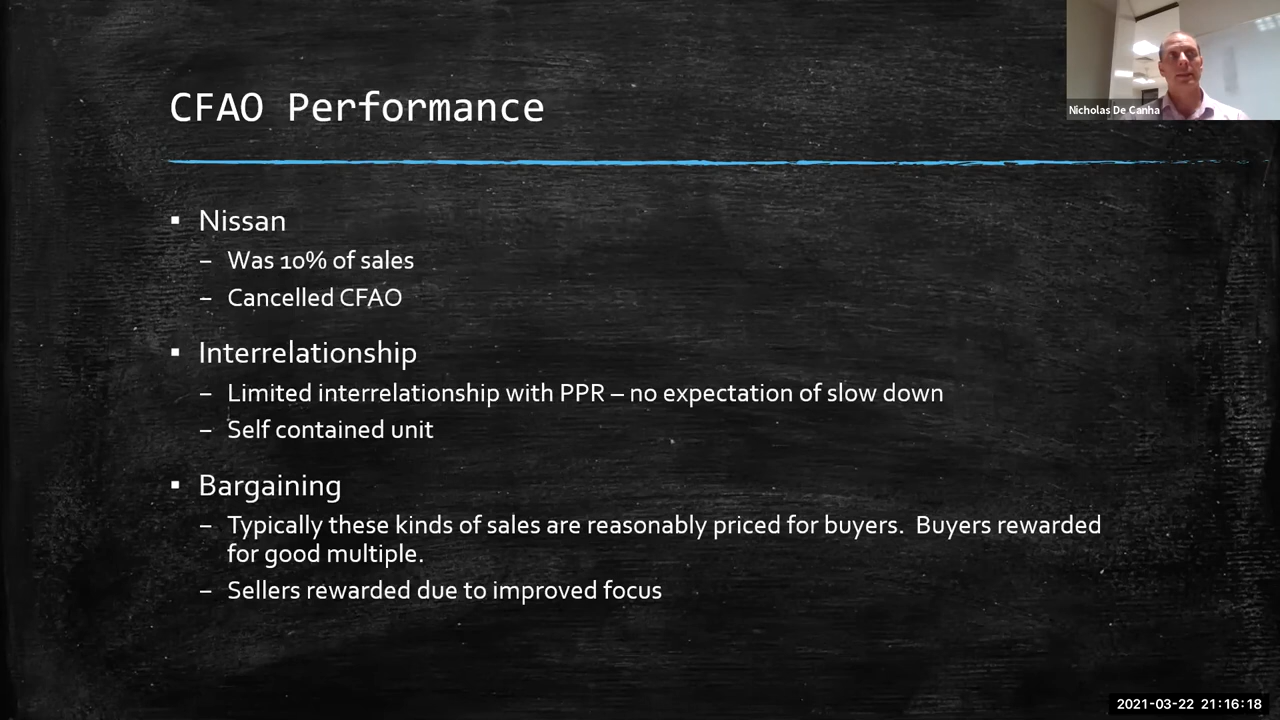 CFAO Performance
Nicholas De Canha
▪ Nissan
– Was 10% of sales
– Cancelled CFAO
▪ Interrelationship
– Limited interrelationship with PPR – no expectation of slow down
– Self contained unit
▪ Bargaining
– Typically these kinds of sales are reasonably priced for buyers. Buyers rewarded
for good multiple.
– Sellers rewarded due to improved focus
2021-03-22 21:16:18